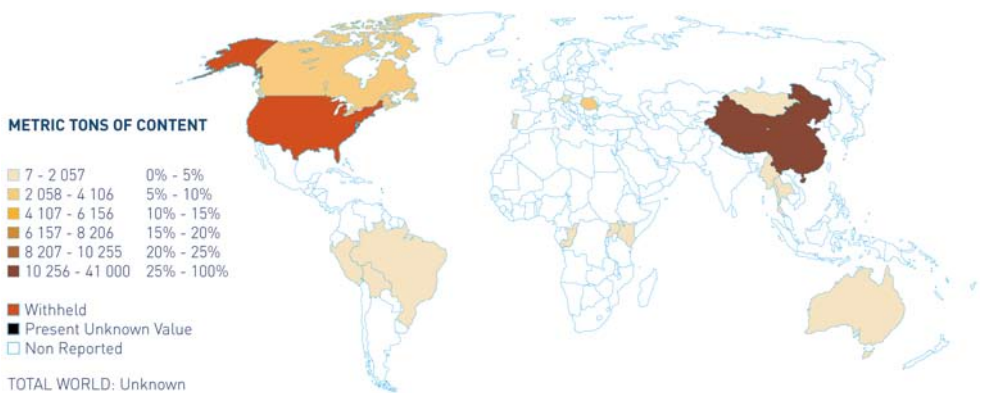 METRIC TONS OF CONTENT
7 - 2 057 0% - 5%
2 058 - 4 106 5% - 10%
4 107 - 6 156 10% - 15%
6 157 - 8 206 15% - 20%
8 207 - 10 255 20% - 25%
10 256 - 41 000 25% - 100%
Withheld
Present Unknown Value
Non Reported
TOTAL WORLD: Unknown